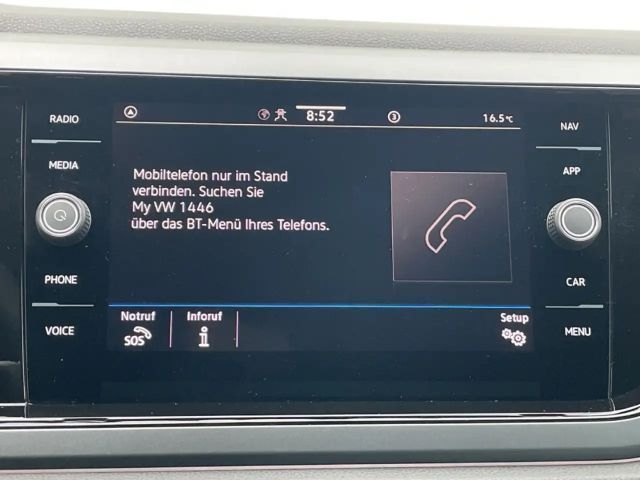 RADIO
MEDIA
PHONE
VOICE
8:52
3
16.5°C
Mobiltelefon nur im Stand
verbinden. Suchen Sie
My VW 1446
über das BT-Menü Ihres Telefons.
Notruf
SOS
Inforuf
i
Setup
NAV
APP
CAR
MENU